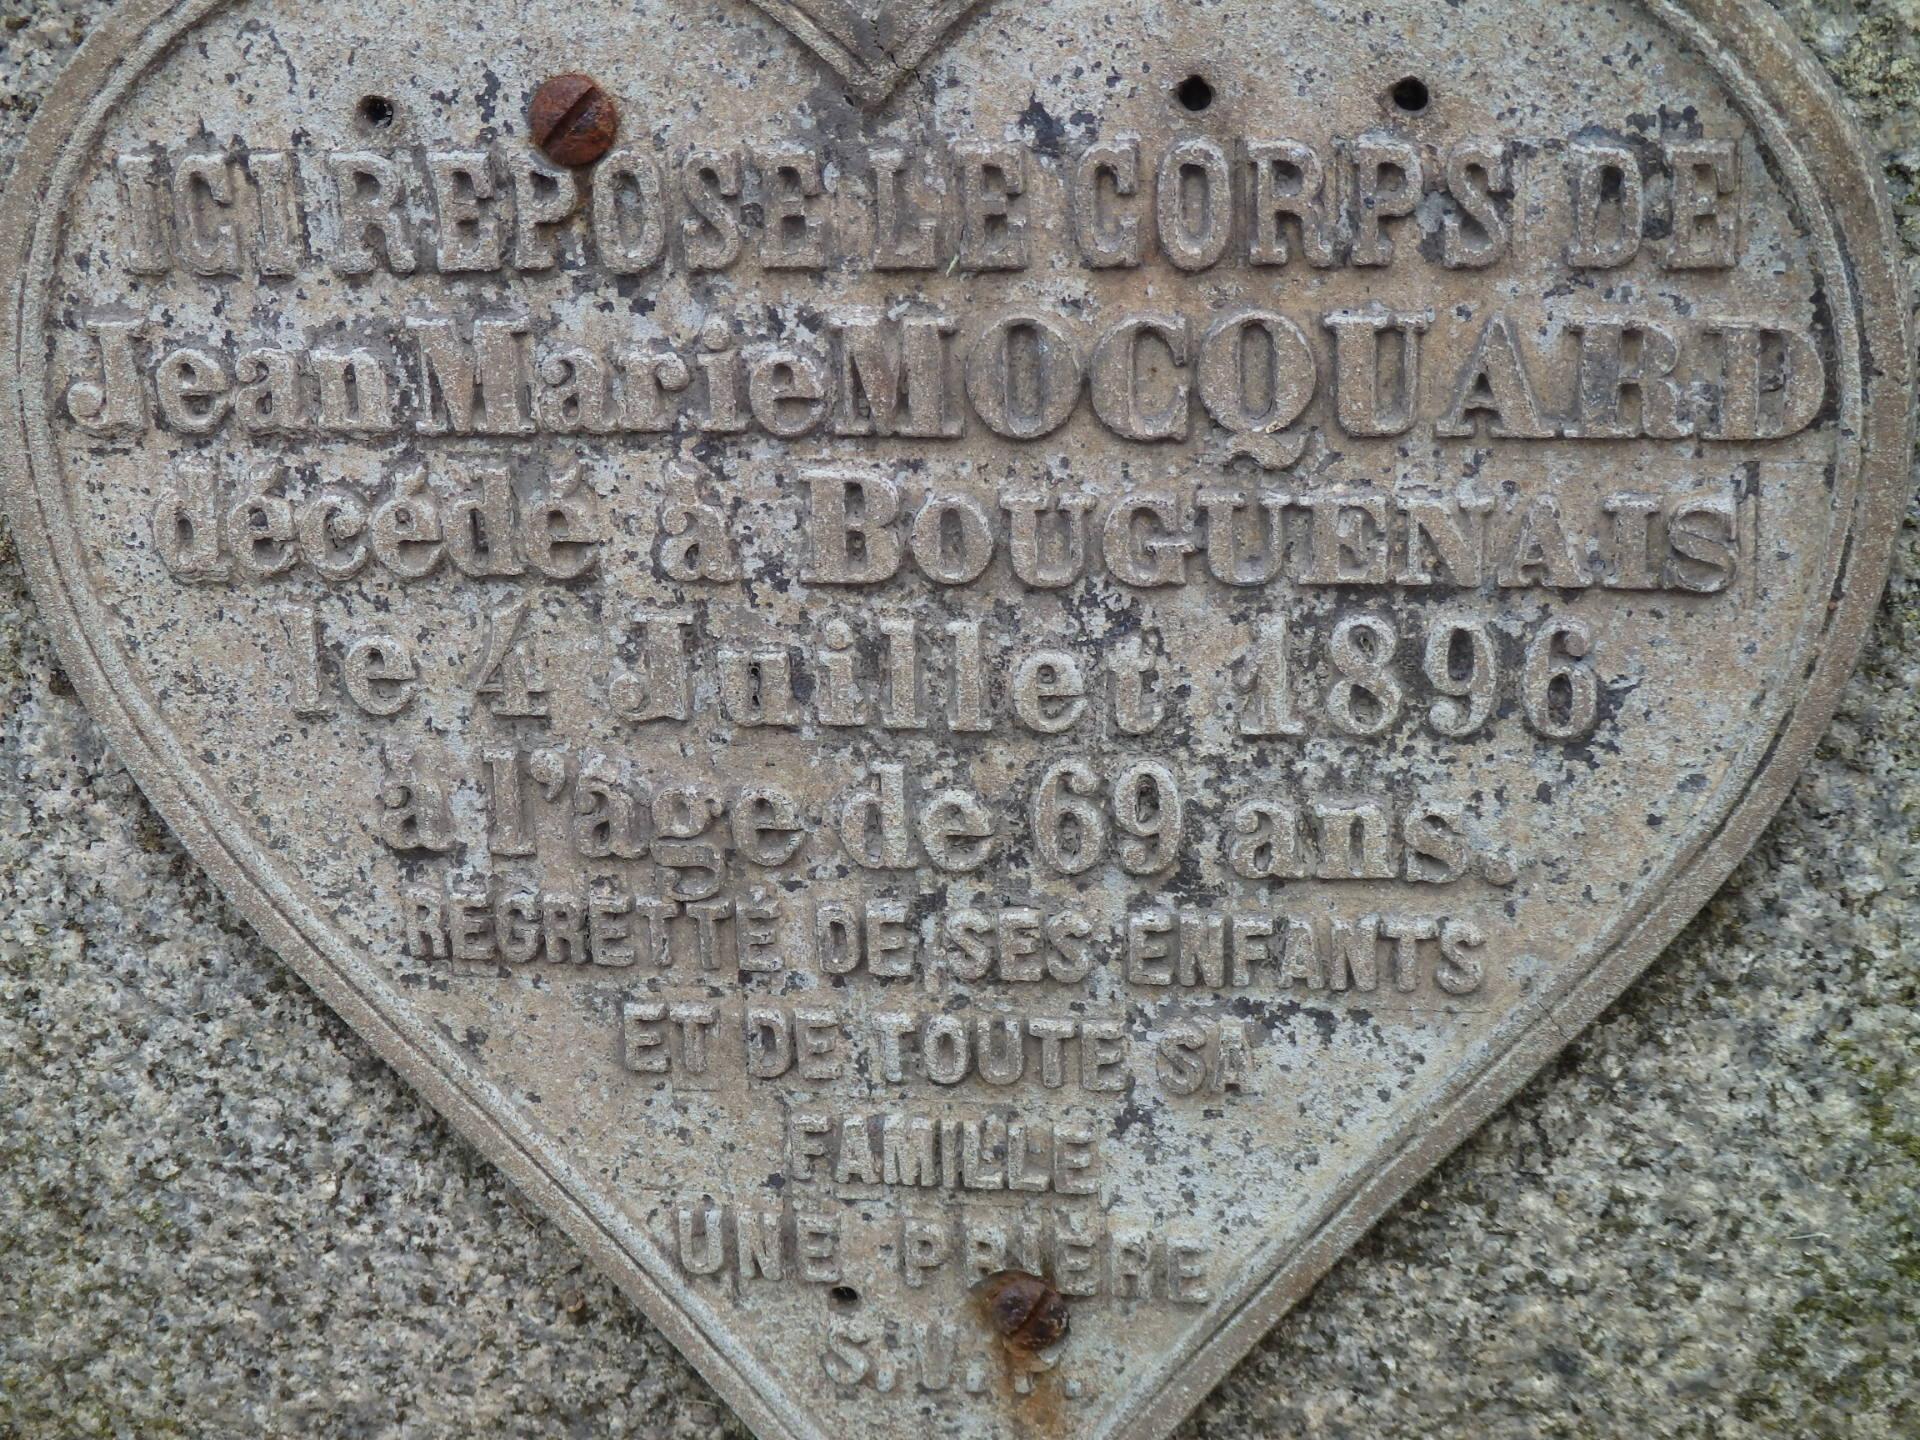 ICI REPOSE LE CORPS DE
Jean Marie MOCQUARD
décédé à BOUGUENAIS
le 4 Juillet 1896
à l'âge de 69 ans.
REGRETTÉ DE SES ENFANTS
ET DE TOUTE SA
FAMILLE
UNE PRIÈRE
S.V.P.